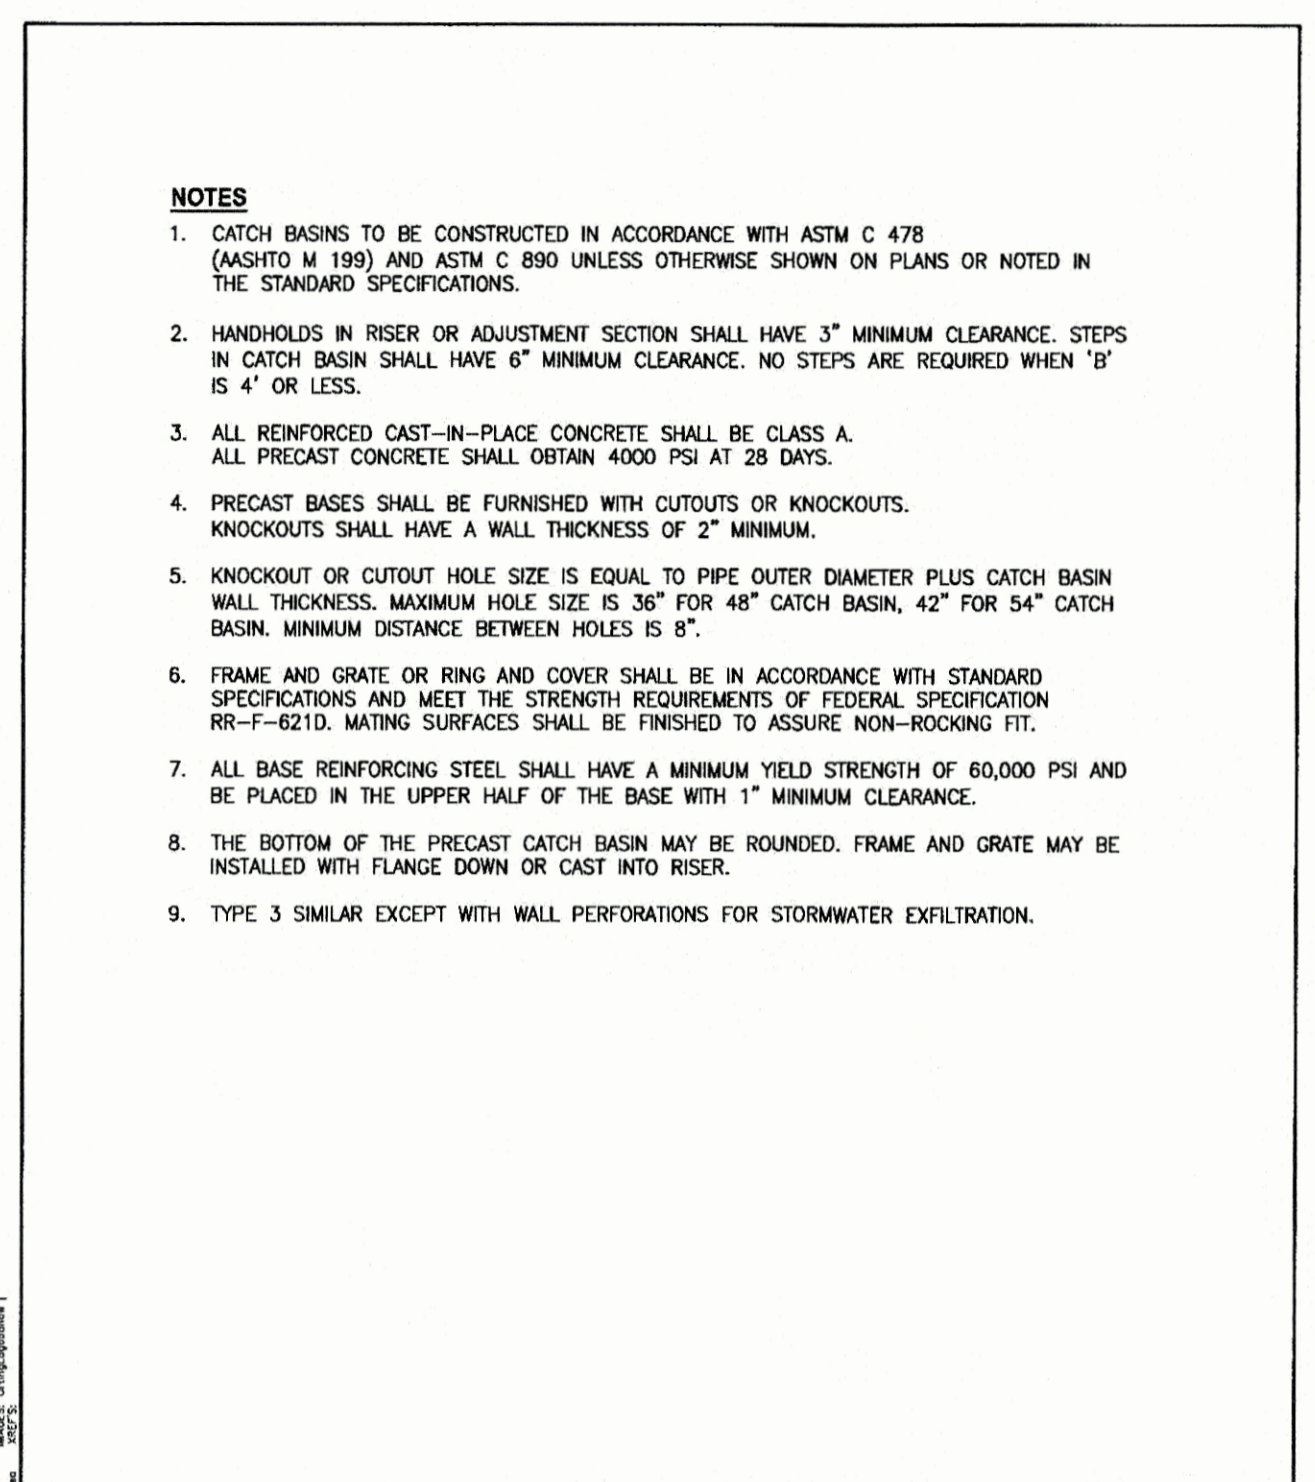 NOTES
1. CATCH BASINS TO BE CONSTRUCTED IN ACCORDANCE WITH ASTM C 478
(AASHTO M 199) AND ASTM C 890 UNLESS OTHERWISE SHOWN ON PLANS OR NOTED IN
THE STANDARD SPECIFICATIONS.
2. HANDHOLDS IN RISER OR ADJUSTMENT SECTION SHALL HAVE 3" MINIMUM CLEARANCE. STEPS
IN CATCH BASIN SHALL HAVE 6" MINIMUM CLEARANCE. NO STEPS ARE REQUIRED WHEN 'B'
IS 4' OR LESS.
3. ALL REINFORCED CAST-IN-PLACE CONCRETE SHALL BE CLASS A.
ALL PRECAST CONCRETE SHALL OBTAIN 4000 PSI AT 28 DAYS.
4. PRECAST BASES SHALL BE FURNISHED WITH CUTOUTS OR KNOCKOUTS.
KNOCKOUTS SHALL HAVE A WALL THICKNESS OF 2" MINIMUM.
5. KNOCKOUT OR CUTOUT HOLE SIZE IS EQUAL TO PIPE OUTER DIAMETER PLUS CATCH BASIN
WALL THICKNESS. MAXIMUM HOLE SIZE IS 36" FOR 48" CATCH BASIN, 42" FOR 54" CATCH
BASIN. MINIMUM DISTANCE BETWEEN HOLES IS 8".
6. FRAME AND GRATE OR RING AND COVER SHALL BE IN ACCORDANCE WITH STANDARD
SPECIFICATIONS AND MEET THE STRENGTH REQUIREMENTS OF FEDERAL SPECIFICATION
RR-F-621D. MATING SURFACES SHALL BE FINISHED TO ASSURE NON-ROCKING FIT.
7. ALL BASE REINFORCING STEEL SHALL HAVE A MINIMUM YIELD STRENGTH OF 60,000 PSI AND
BE PLACED IN THE UPPER HALF OF THE BASE WITH 1" MINIMUM CLEARANCE.
8. THE BOTTOM OF THE PRECAST CATCH BASIN MAY BE ROUNDED. FRAME AND GRATE MAY BE
INSTALLED WITH FLANGE DOWN OR CAST INTO RISER.
9. TYPE 3 SIMILAR EXCEPT WITH WALL PERFORATIONS FOR STORMWATER EXFILTRATION.
XREF'S: